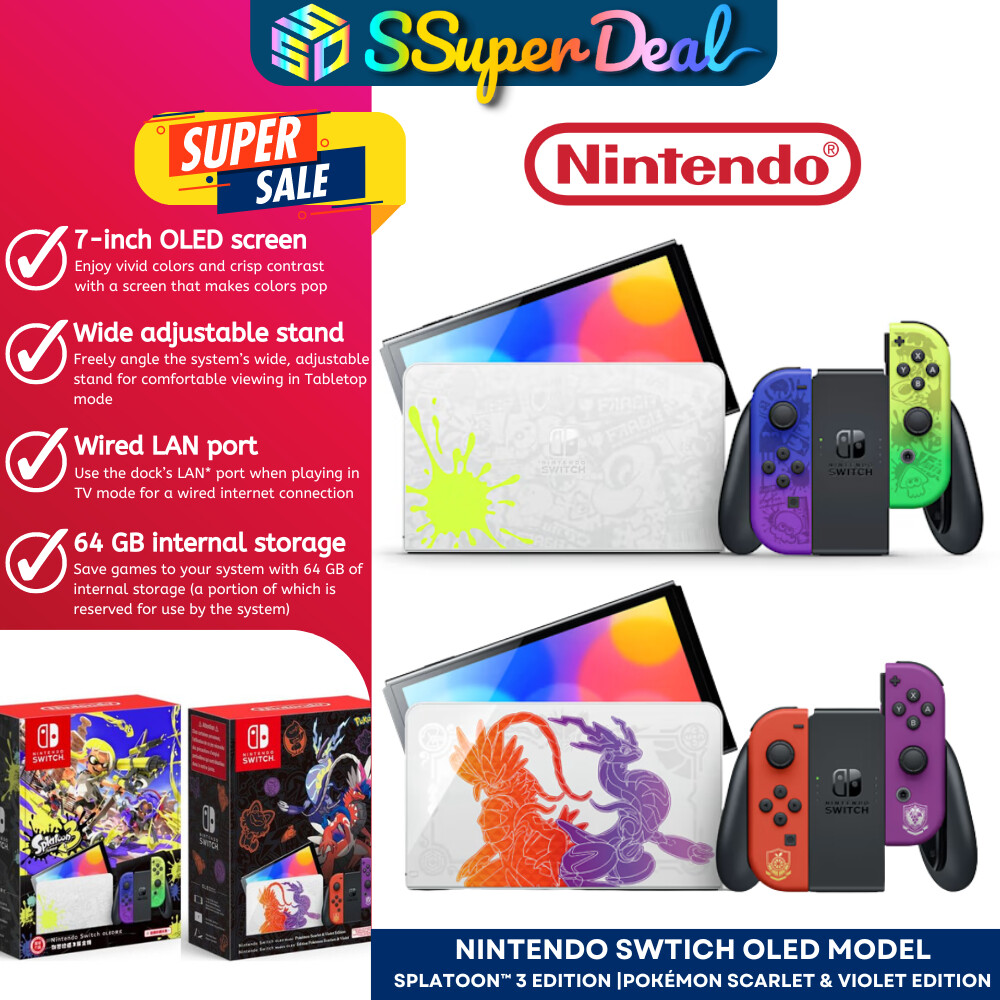 SSuperDeal
SUPER
SALE
Nintendo®
7-inch OLED screen
Enjoy vivid colors and crisp contrast
with a screen that makes colors pop
Wide adjustable stand
Freely angle the system's wide, adjustable
stand for comfortable viewing in Tabletop
mode
Wired LAN port
Use the dock's LAN* port when playing in
TV mode for a wired internet connection
64 GB internal storage
Save games to your system with 64 GB of
internal storage (a portion of which is
reserved for use by the system)
NINTENDO
SWITCH
NINTENDO
SWITCH
NINTENDO
SWITCH
NINTENDO
SWITCH.
NINTENDO
SWITCH.
Splatoon 3
Nintendo Switch
NINTENDO
SWITCH
NINTENDO SWTICH OLED MODEL
SPLATOON™ 3 EDITION |POKÉMON SCARLET & VIOLET EDITION